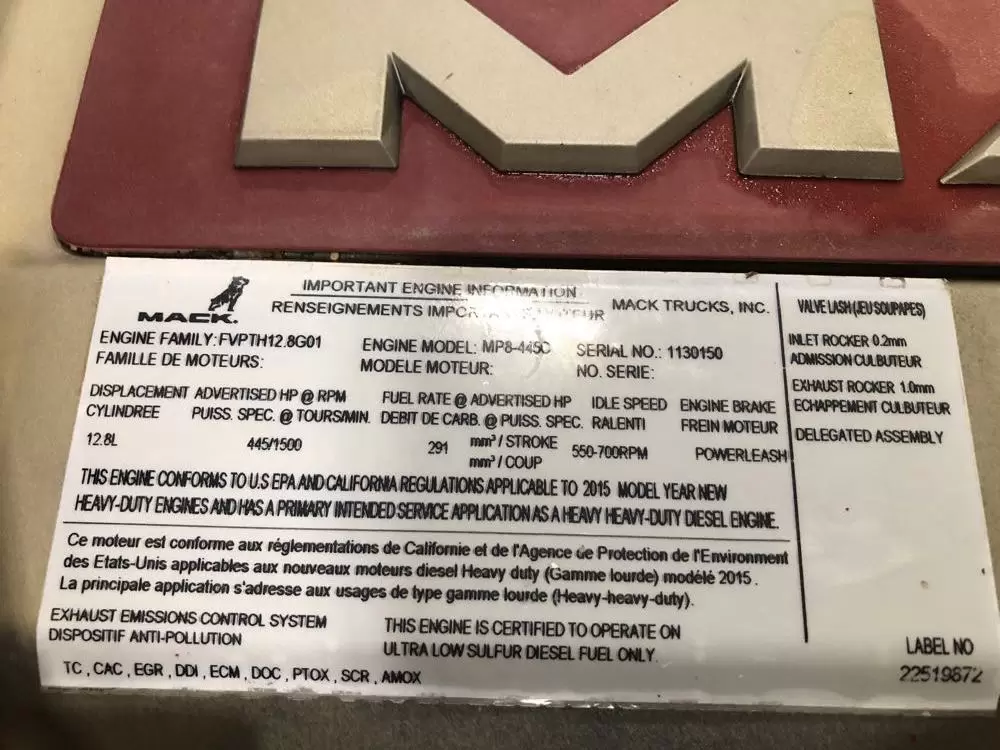 M
MACK.
IMPORTANT ENGINE INFORMATION
RENSEIGNEMENTS
MACK TRUCKS, INC.
ENGINE FAMILY: FVPTH12.8G01
FAMILLE DE MOTEURS:
ENGINE MODEL: MP8-445C
MODELE MOTEUR:
SERIAL NO.: 1130150
NO. SERIE:
DISPLACEMENT ADVERTISED HP @ RPM FUEL RATE @ ADVERTISED HP IDLE SPEED ENGINE BRAKE
CYLINDREE PUISS. SPEC. @ TOURS/MIN. DEBIT DE CARB. @ PUISS. SPEC. RALENTI FREIN MOTEUR
12.8L 445/1500 291 mm³ / STROKE 550-700RPM POWERLEASH
mm³ / COUP
THIS ENGINE CONFORMS TO U.S EPA AND CALIFORNIA REGULATIONS APPLICABLE TO 2015 MODEL YEAR NEW
HEAVY-DUTY ENGINES AND HAS A PRIMARY INTENDED SERVICE APPLICATION AS A HEAVY HEAVY-DUTY DIESEL ENGINE.
Ce moteur est conforme aux réglementations de Californie et de l'Agence de Protection de l'Environment
des Etats-Unis applicables aux nouveaux moteurs diesel Heavy duty (Gamme lourde) modélé 2015.
La principale application s'adresse aux usages de type gamme lourde (Heavy-heavy-duty).
EXHAUST EMISSIONS CONTROL SYSTEM
DISPOSITIF ANTI-POLLUTION
THIS ENGINE IS CERTIFIED TO OPERATE ON
ULTRA LOW SULFUR DIESEL FUEL ONLY.
TC , CAC , EGR , DDI , ECM , DOC , PTOX , SCR , AMOX
VALVE LASH (JEU SOUPAPES)
INLET ROCKER 0.2mm
ADMISSION CULBUTEUR
EXHAUST ROCKER 1.0mm
ECHAPPEMENT CULBUTEUR
DELEGATED ASSEMBLY
LABEL NO
22519872